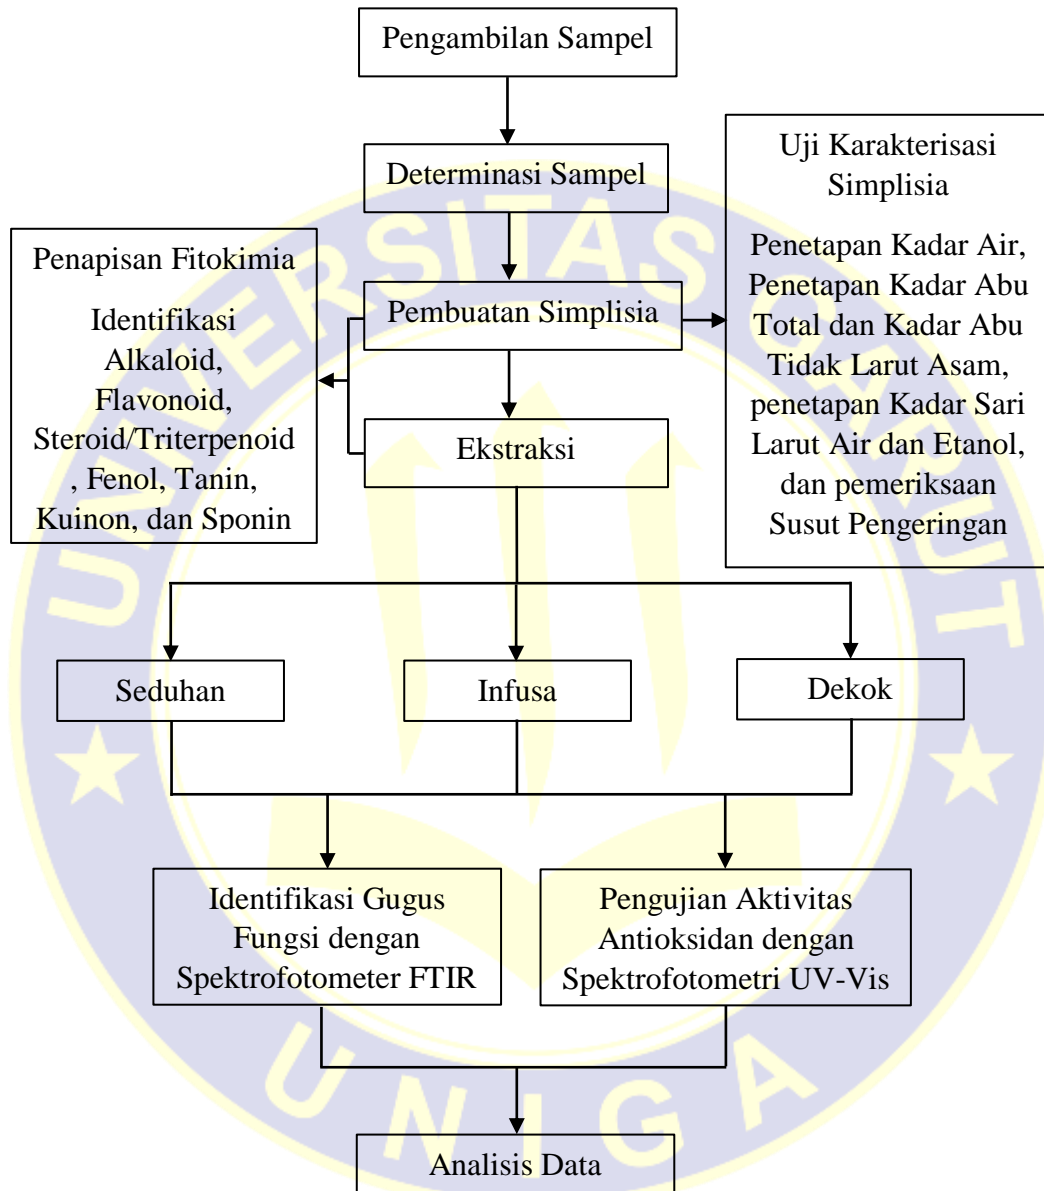 Pengambilan Sampel
Determinasi Sampel
Uji Karakterisasi
Simplisia
Penetapan Kadar Air,
Penetapan Kadar Abu
Total dan Kadar Abu
Tidak Larut Asam,
penetapan Kadar Sari
Larut Air dan Etanol,
dan pemeriksaan
Susut Pengeringan
Penapisan Fitokimia
Identifikasi
Alkaloid,
Flavonoid,
Steroid/Triterpenoid
, Fenol, Tanin,
Kuinon, dan Sponin
Pembuatan Simplisia
Ekstraksi
Seduhan
Infusa
Dekok
Identifikasi Gugus
Fungsi dengan
Spektrofotometer FTIR
Pengujian Aktivitas
Antioksidan dengan
Spektrofotometri UV-Vis
Analisis Data
UNIVERSITAS GARUT
UNIGA